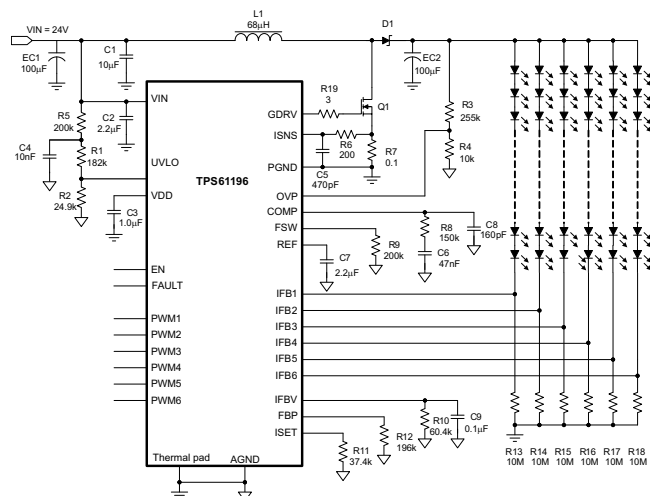 L1
68μH
D1
VIN = 24V
EC1
100μF
C1
10μF
EC2
100μF
R19
3
Q1
R3
255k
VIN
GDRV
R5
200k
C2
2.2μF
ISNS
R6
200
R7
0.1
R4
10k
C4
10nF
R1
182k
PGND
C5
470pF
UVLO
TPS61196
OVP
VDD
R2
24.9k
COMP
C3
1.0μF
FSW
R8
150k
C8
160pF
REF
R9
200k
C6
47nF
C7
2.2μF
EN
FAULT
IFB1
IFB2
PWM1
IFB3
PWM2
IFB4
PWM3
IFB5
PWM4
IFB6
PWM5
PWM6
IFBV
FBP
R10
60.4k
C9
0.1μF
ISET
R12
196k
R11
37.4k
Thermal pad
AGND
R13 R14 R15 R16 R17 R18
10M 10M 10M 10M 10M 10M